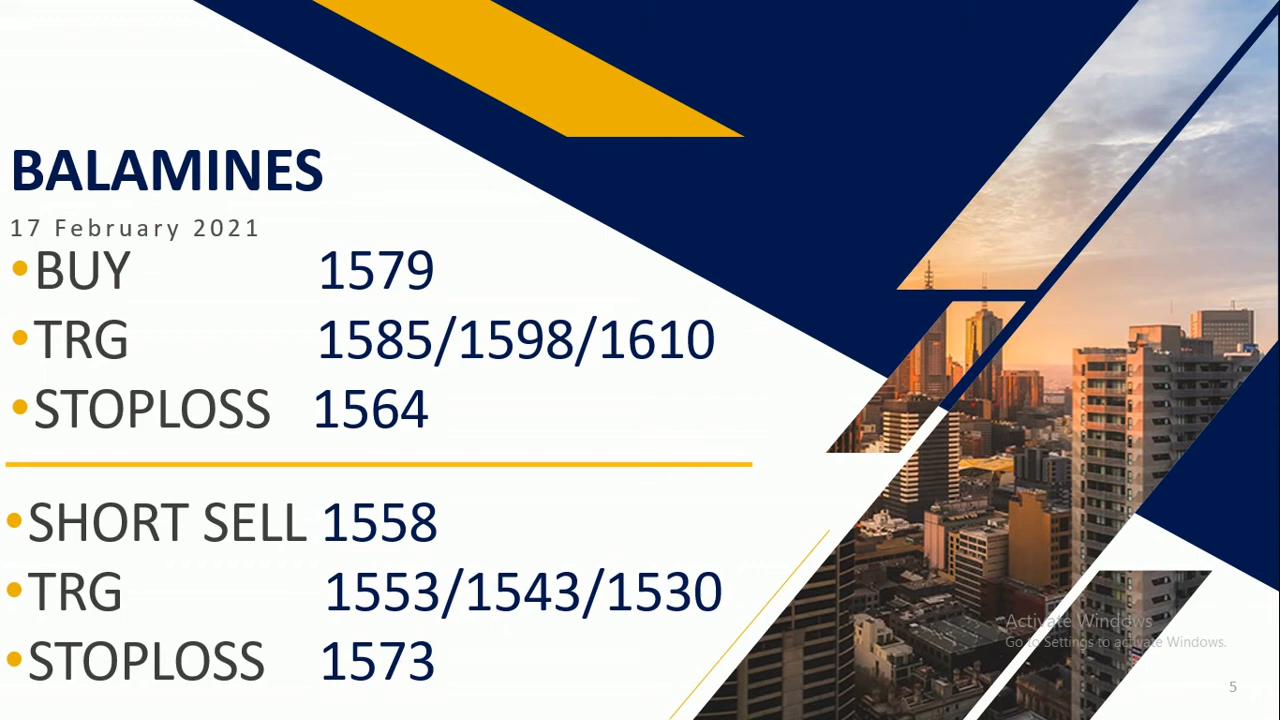 BALAMINES
17 February 2021
•BUY 1579
•TRG 1585/1598/1610
•STOPLOSS 1564
•SHORT SELL 1558
•TRG 1553/1543/1530
•STOPLOSS 1573
Activate Windows
Go to Settings to activate Windows.
5